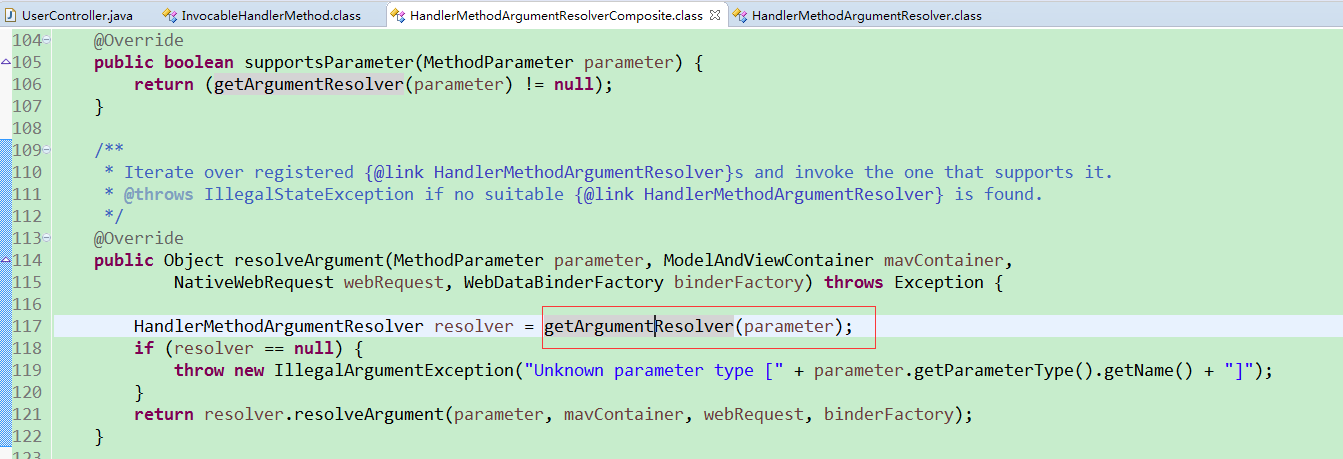 UserController.java InvocableHandlerMethod.class HandlerMethodArgumentResolverComposite.class HandlerMethodArgumentResolver.class
104 @Override
105 public boolean supportsParameter(MethodParameter parameter) {
106 return (getArgumentResolver(parameter) != null);
107 }
108
109 /**
110 * Iterate over registered {@link HandlerMethodArgumentResolver}s and invoke the one that supports it.
111 * @throws IllegalStateException if no suitable {@link HandlerMethodArgumentResolver} is found.
112 */
113 @Override
114 public Object resolveArgument(MethodParameter parameter, ModelAndViewContainer mavContainer,
115 NativeWebRequest webRequest, WebDataBinderFactory binderFactory) throws Exception {
116
117 HandlerMethodArgumentResolver resolver = getArgumentResolver(parameter);
118 if (resolver == null) {
119 throw new IllegalArgumentException("Unknown parameter type [" + parameter.getParameterType().getName() + "]");
120 }
121 return resolver.resolveArgument(parameter, mavContainer, webRequest, binderFactory);
122 }
123